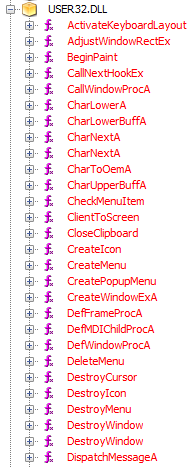 USER32.DLL
ActivateKeyboardLayout
AdjustWindowRectEx
BeginPaint
CallNextHookEx
CallWindowProcA
CharLowerA
CharLowerBuffA
CharNextA
CharNextA
CharToOemA
CharUpperBuffA
CheckMenuItem
ClientToScreen
CloseClipboard
CreateIcon
CreateMenu
CreatePopupMenu
CreateWindowExA
DefFrameProcA
DefMDIChildProcA
DefWindowProcA
DeleteMenu
DestroyCursor
DestroyIcon
DestroyMenu
DestroyWindow
DestroyWindow
DispatchMessageA